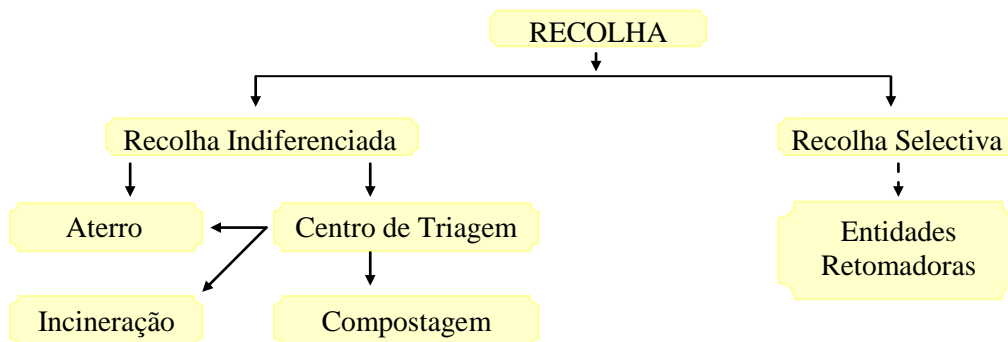 RECOLHA
Recolha Indiferenciada
Recolha Selectiva
Aterro
Centro de Triagem
Entidades
Retomadoras
Incineração
Compostagem